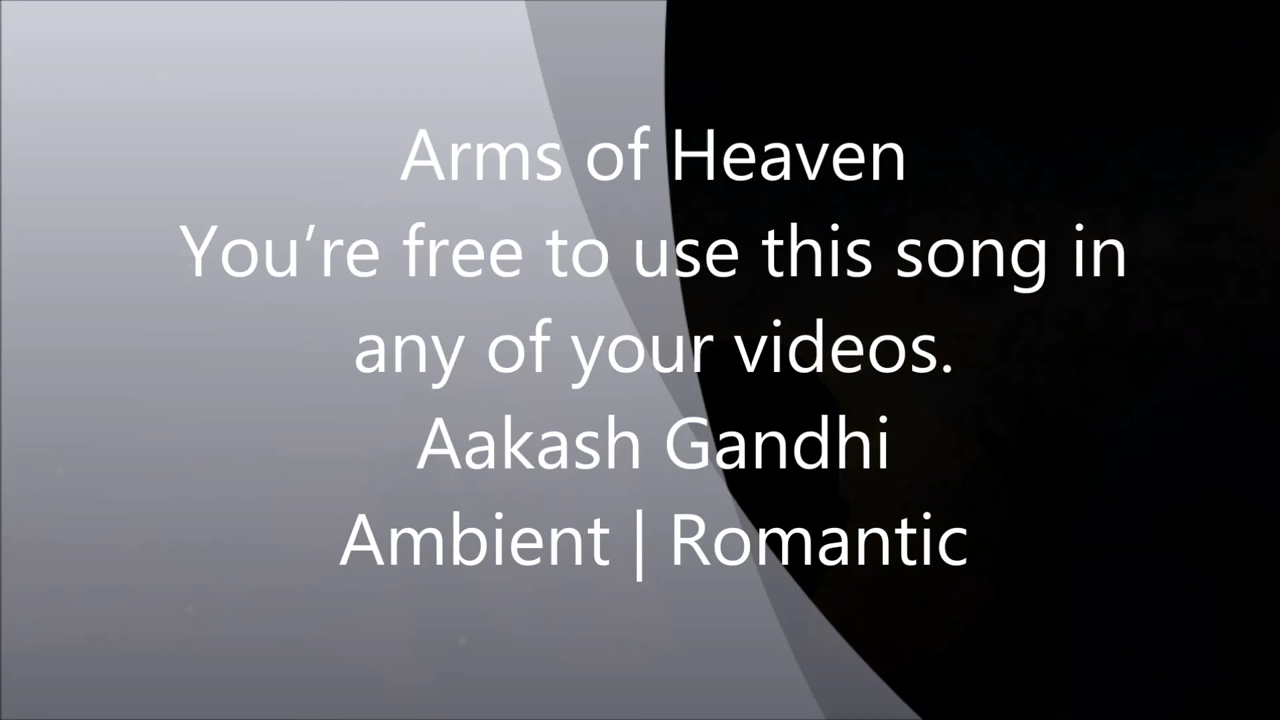 Arms of Heaven
You’re free to use this song in
any of your videos.
Aakash Gandhi
Ambient | Romantic